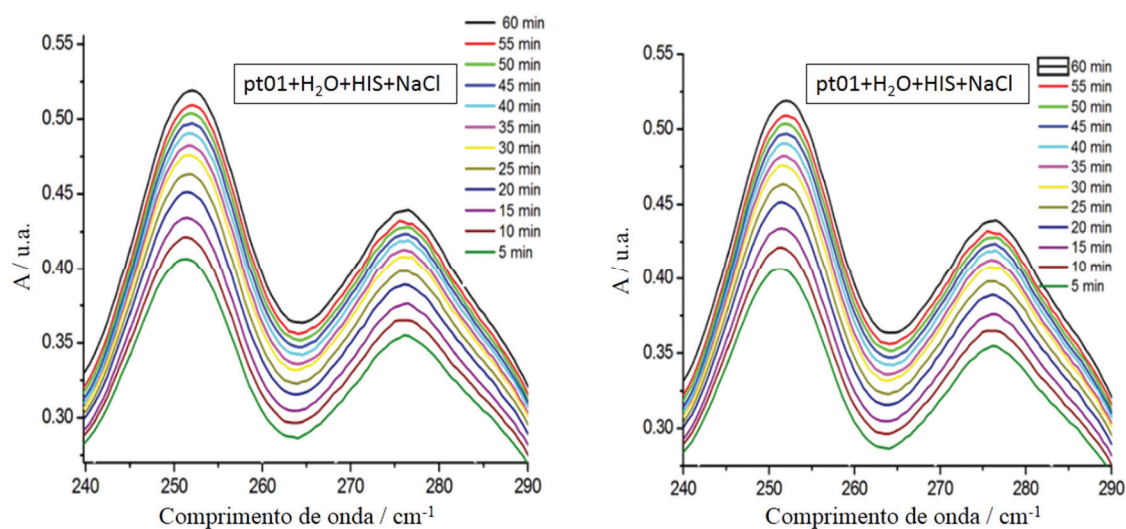 60 min
55 min
50 min
45 min
40 min
35 min
30 min
25 min
20 min
15 min
10 min
5 min
pt01+H₂O+HIS+NaCl
A / u.a.
0.55
0.50
0.45
0.40
0.35
0.30
240 250 260 270 280 290
Comprimento de onda / cm⁻¹
60 min
55 min
50 min
45 min
40 min
35 min
30 min
25 min
20 min
15 min
10 min
5 min
pt01+H₂O+HIS+NaCl
A / u.a.
0.55
0.50
0.45
0.40
0.35
0.30
240 250 260 270 280 290
Comprimento de onda / cm⁻¹